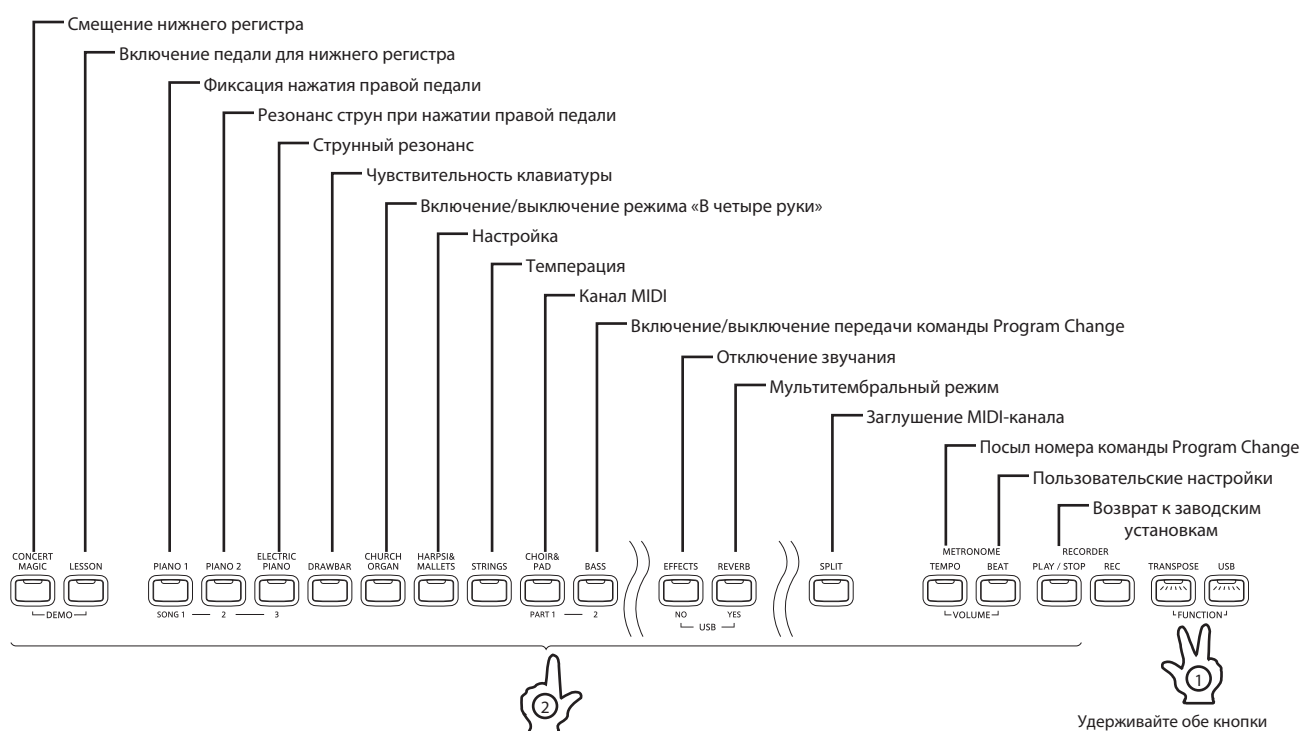 Смещение нижнего регистра
Включение педали для нижнего регистра
Фиксация нажатия правой педали
Резонанс струн при нажатии правой педали
Струнный резонанс
Чувствительность клавиатуры
Включение/выключение режима «В четыре руки»
Настройка
Темперация
Канал MIDI
Включение/выключение передачи команды Program Change
Отключение звучания
Мультитембральный режим
Заглушение MIDI-канала
Посыл номера команды Program Change
Пользовательские настройки
Возврат к заводским
установкам
CONCERT MAGIC
LESSON
PIANO 1
PIANO 2
ELECTRIC PIANO
DRAWBAR
CHURCH ORGAN
HARPSI& MALLETS
STRINGS
CHOIR& PAD
BASS
EFFECTS
REVERB
SPLIT
METRONOME
TEMPO
BEAT
RECORDER
PLAY / STOP
REC
TRANSPOSE
USB
DEMO
SONG 1
2
3
PART 1
2
NO
YES
USB
VOLUME
FUNCTION
1
2
Удерживайте обе кнопки